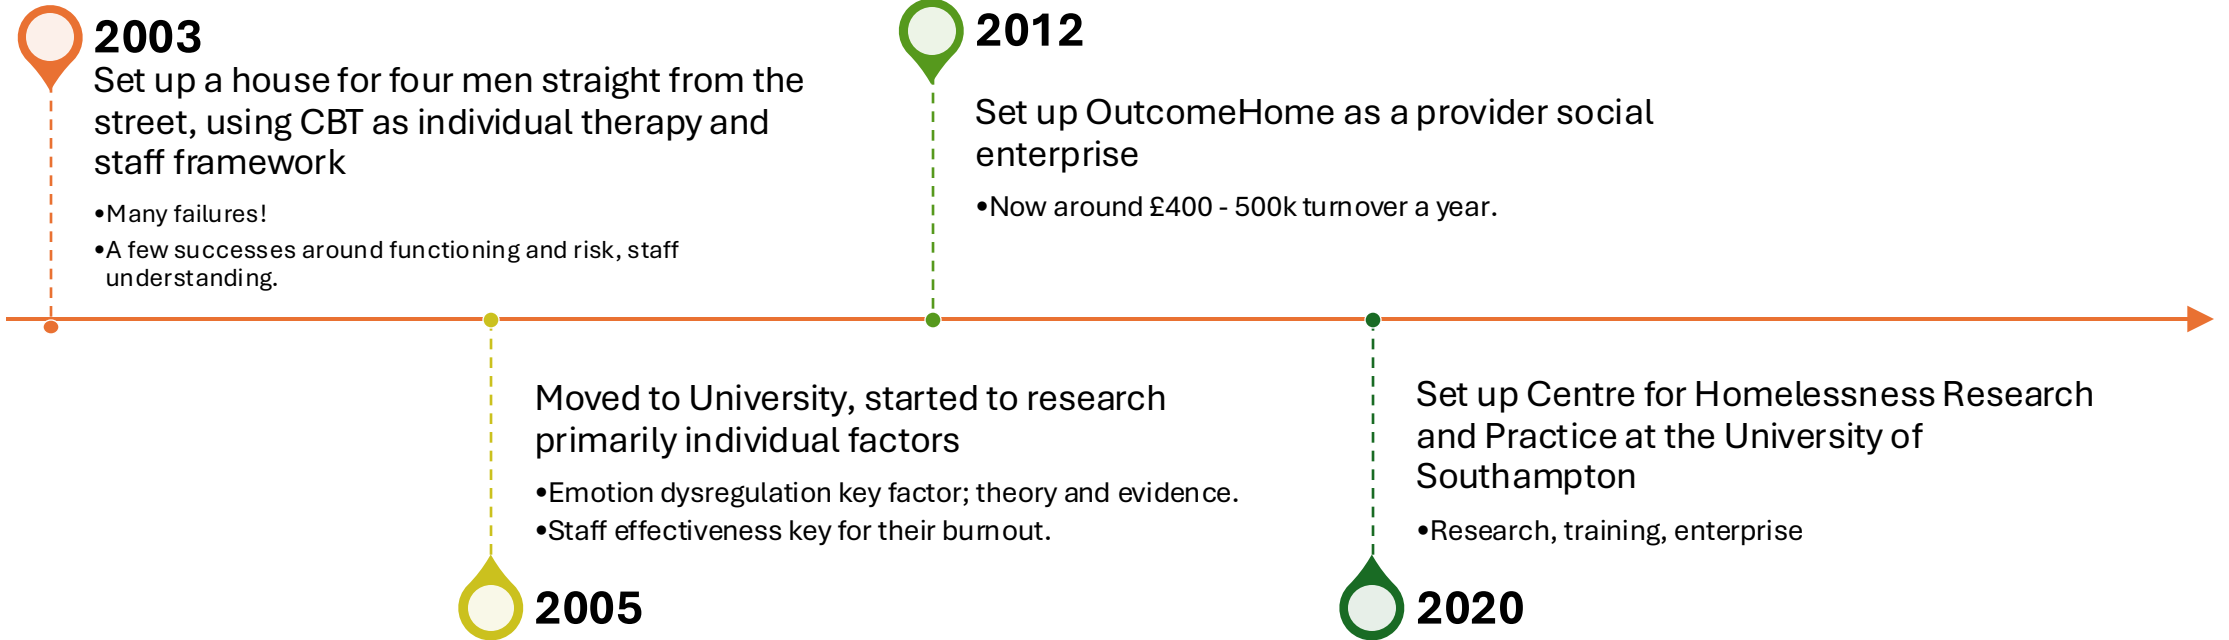 2003
Set up a house for four men straight from the
street, using CBT as individual therapy and
staff framework
•Many failures!
•A few successes around functioning and risk, staff
understanding.
2012
Set up OutcomeHome as a provider social
enterprise
•Now around £400 - 500k turnover a year.
Moved to University, started to research
primarily individual factors
•Emotion dysregulation key factor; theory and evidence.
•Staff effectiveness key for their burnout.
2005
Set up Centre for Homelessness Research
and Practice at the University of
Southampton
•Research, training, enterprise
2020